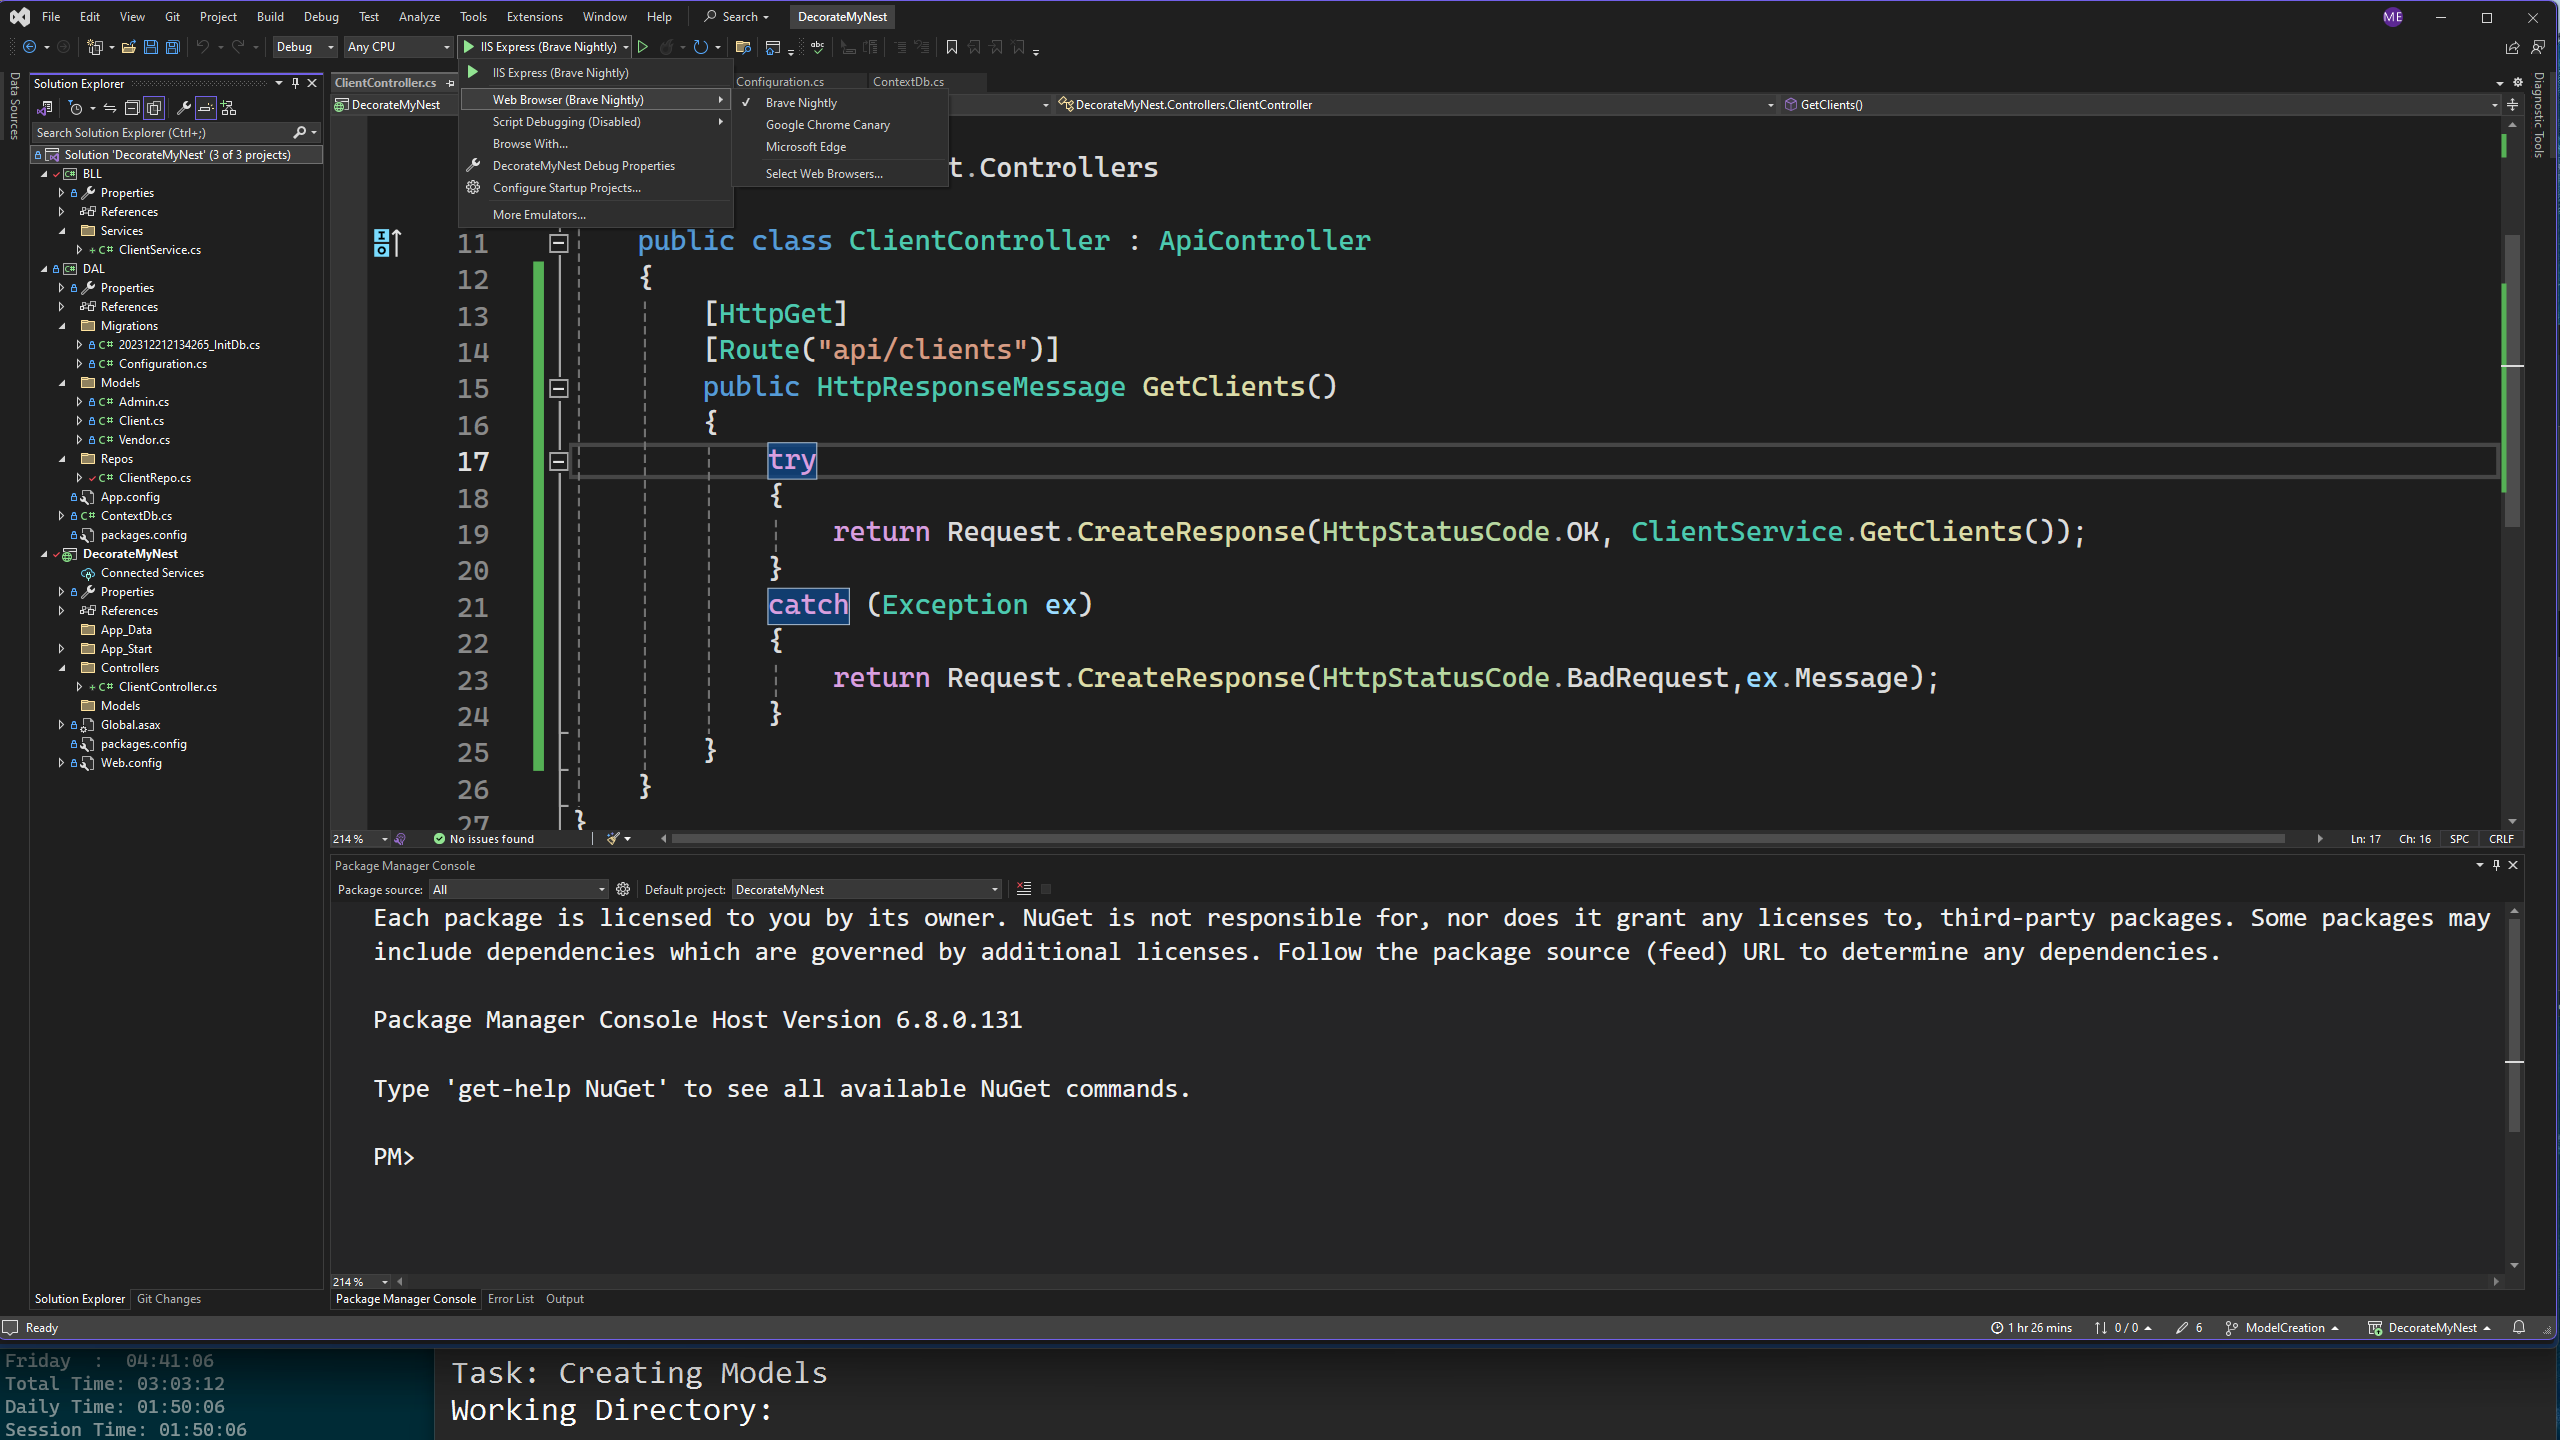 File Edit View Git Project Build Debug Test Analyze Tools Extensions Window Help Search DecorateMyNest ME
Debug Any CPU IIS Express (Brave Nightly)
Data Sources
Solution Explorer
Search Solution Explorer (Ctrl+;)
Solution 'DecorateMyNest' (3 of 3 projects)
BLL
Properties
References
Services
ClientService.cs
DAL
Properties
References
Migrations
202312212134265_InitDb.cs
Configuration.cs
Models
Admin.cs
Client.cs
Vendor.cs
Repos
ClientRepo.cs
App.config
ContextDb.cs
packages.config
DecorateMyNest
Connected Services
Properties
References
App_Data
App_Start
Controllers
ClientController.cs
Models
Global.asax
packages.config
Web.config
Solution Explorer Git Changes
ClientController.cs Configuration.cs ContextDb.cs
DecorateMyNest DecorateMyNest.Controllers.ClientController GetClients()
IIS Express (Brave Nightly)
Web Browser (Brave Nightly)
Script Debugging (Disabled)
Browse With...
DecorateMyNest Debug Properties
Configure Startup Projects...
More Emulators...
Brave Nightly
Google Chrome Canary
Microsoft Edge
Select Web Browsers...
t.Controllers
11 public class ClientController : ApiController
12 {
13 [HttpGet]
14 [Route("api/clients")]
15 public HttpResponseMessage GetClients()
16 {
17 try
18 {
19 return Request.CreateResponse(HttpStatusCode.OK, ClientService.GetClients());
20 }
21 catch (Exception ex)
22 {
23 return Request.CreateResponse(HttpStatusCode.BadRequest,ex.Message);
24 }
25 }
26 }
27 }
214 % No issues found Ln: 17 Ch: 16 SPC CRLF
Diagnostic Tools
Package Manager Console
Package source: All Default project: DecorateMyNest
Each package is licensed to you by its owner. NuGet is not responsible for, nor does it grant any licenses to, third-party packages. Some packages may
include dependencies which are governed by additional licenses. Follow the package source (feed) URL to determine any dependencies.
Package Manager Console Host Version 6.8.0.131
Type 'get-help NuGet' to see all available NuGet commands.
PM>
214 %
Package Manager Console Error List Output
Ready 1 hr 26 mins 0 / 0 6 ModelCreation DecorateMyNest
Friday : 04:41:06
Total Time: 03:03:12
Daily Time: 01:50:06
Session Time: 01:50:06
Task: Creating Models
Working Directory: